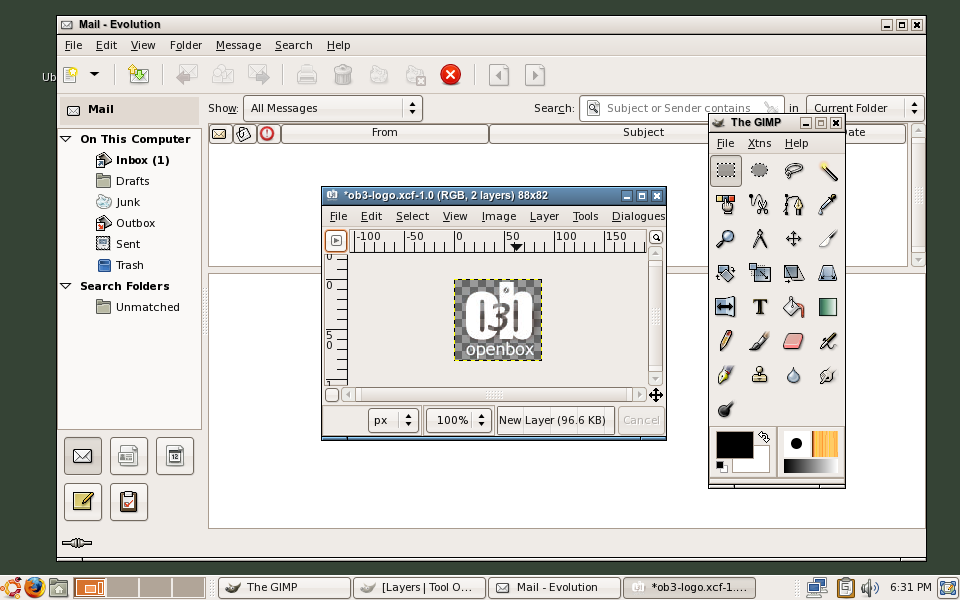 Mail - Evolution
File Edit View Folder Message Search Help
Ub
Mail
Show: All Messages
Search: Subject or Sender contains in Current Folder
From Subject ate
On This Computer
Inbox (1)
Drafts
Junk
Outbox
Sent
Trash
Search Folders
Unmatched
12
*ob3-logo.xcf-1.0 (RGB, 2 layers) 88x82
File Edit Select View Image Layer Tools Dialogues
-100 -50 0 50 100 150
0
0
50
1
ob3
openbox
px 100% New Layer (96.6 KB) Cancel
The GIMP
File Xtns Help
T
The GIMP
[Layers | Tool O...
Mail - Evolution
*ob3-logo.xcf-1....
6:31 PM